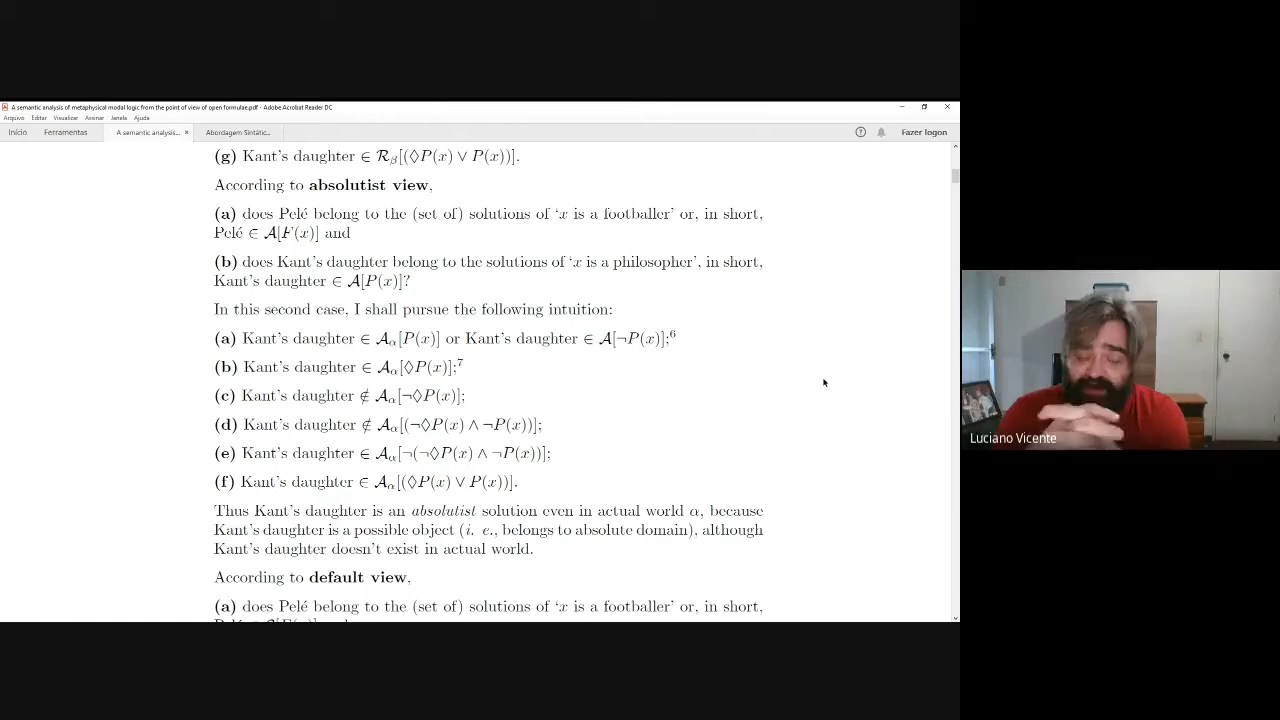 A semantic analysis of metaphysical modal logic from the point of view of open formulae.pdf - Adobe Acrobat Reader DC
Arquivo Editar Visualizar Assinar Janela Ajuda
Início Ferramentas A semantic analysis... × Abordagem Sintátic... Fazer logon
(g) Kant's daughter ∈ ℛβ[(◊P(x) ∨ P(x))].
According to absolutist view,
(a) does Pelé belong to the (set of) solutions of 'x is a footballer' or, in short,
Pelé ∈ 𝒜[F(x)] and
(b) does Kant's daughter belong to the solutions of 'x is a philosopher', in short,
Kant's daughter ∈ 𝒜[P(x)]?
In this second case, I shall pursue the following intuition:
(a) Kant's daughter ∈ 𝒜α[P(x)] or Kant's daughter ∈ 𝒜[¬P(x)];⁶
(b) Kant's daughter ∈ 𝒜α[◊P(x)];⁷
(c) Kant's daughter ∉ 𝒜α[¬◊P(x)];
(d) Kant's daughter ∉ 𝒜α[(¬◊P(x) ∧ ¬P(x))];
(e) Kant's daughter ∈ 𝒜α[¬(¬◊P(x) ∧ ¬P(x))];
(f) Kant's daughter ∈ 𝒜α[(◊P(x) ∨ P(x))].
Thus Kant's daughter is an absolutist solution even in actual world α, because
Kant's daughter is a possible object (i. e., belongs to absolute domain), although
Kant's daughter doesn't exist in actual world.
According to default view,
(a) does Pelé belong to the (set of) solutions of 'x is a footballer' or, in short,
Luciano Vicente